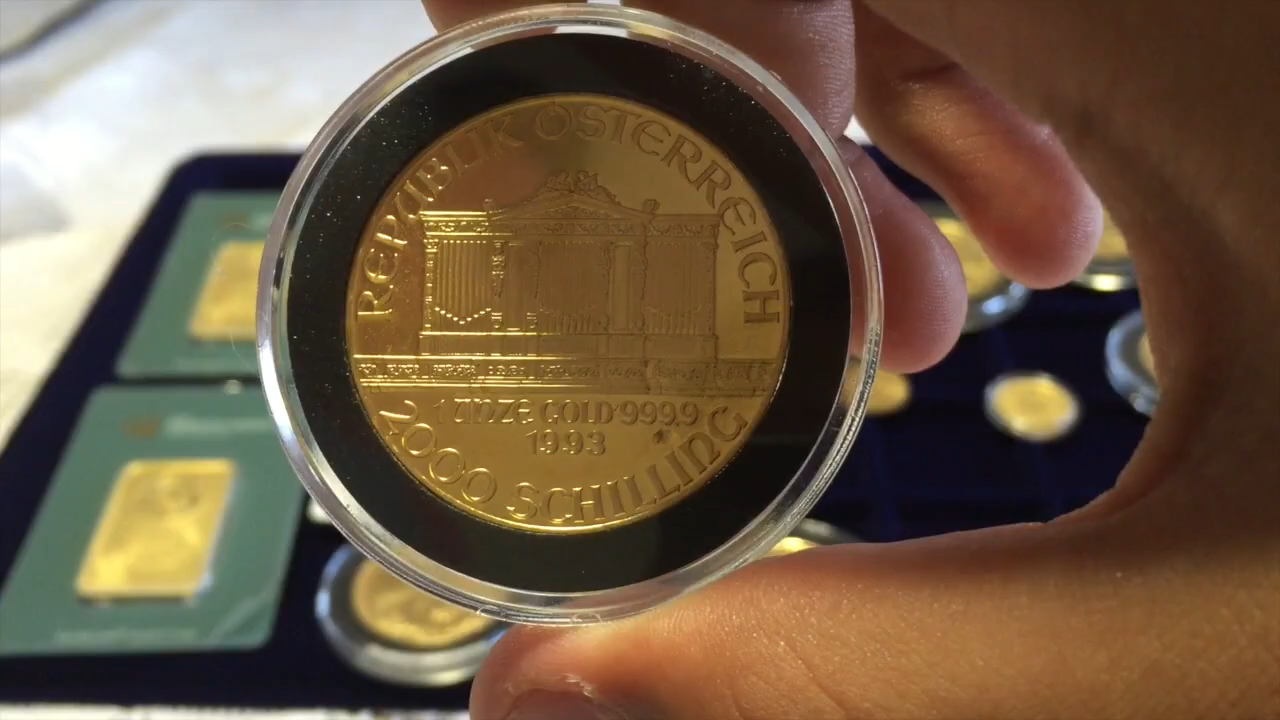 REPUBLIK ÖSTERREICH
1 UNZE GOLD 999.9
1993
2000 SCHILLING